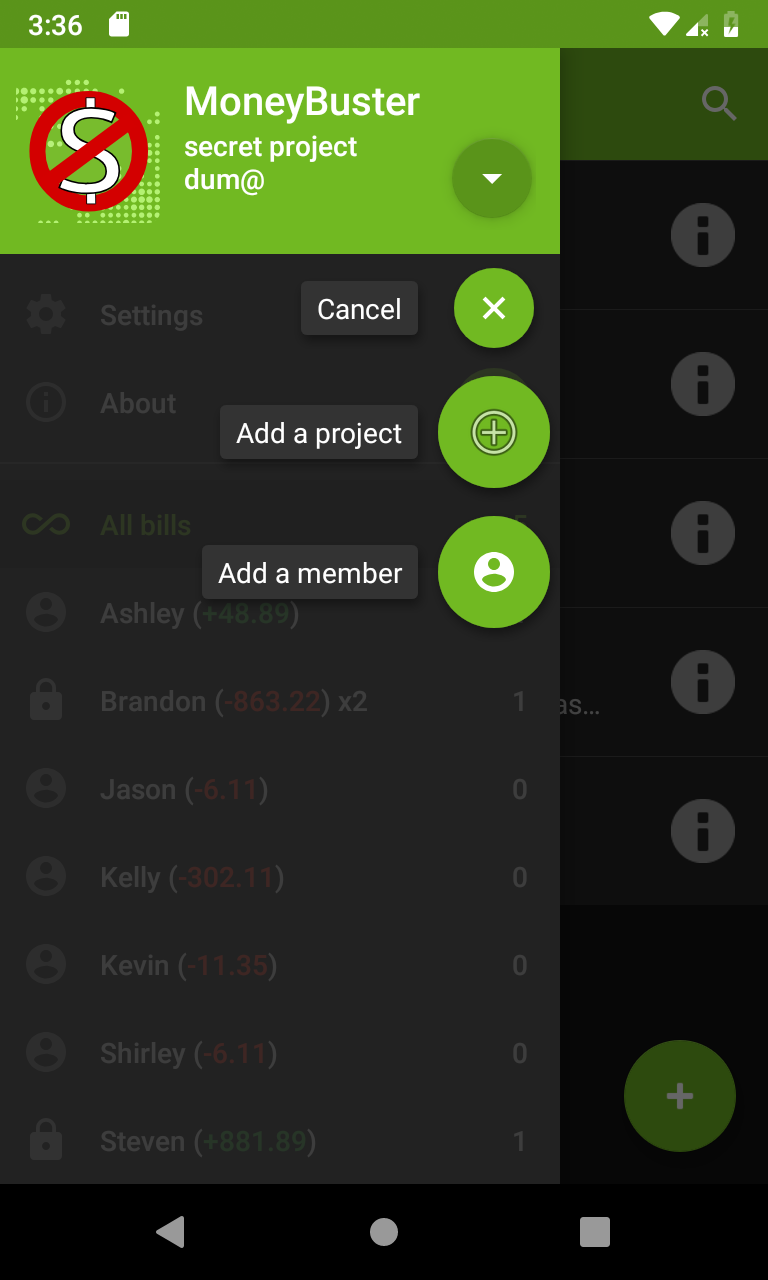 3:36
MoneyBuster
secret project
dum@
Settings
Cancel
About
Add a project
All bills
Add a member
Ashley (+48.89)
Brandon (-863.22) x2 1
as...
Jason (-6.11) 0
Kelly (-302.11) 0
Kevin (-11.35) 0
Shirley (-6.11) 0
Steven (+881.89) 1